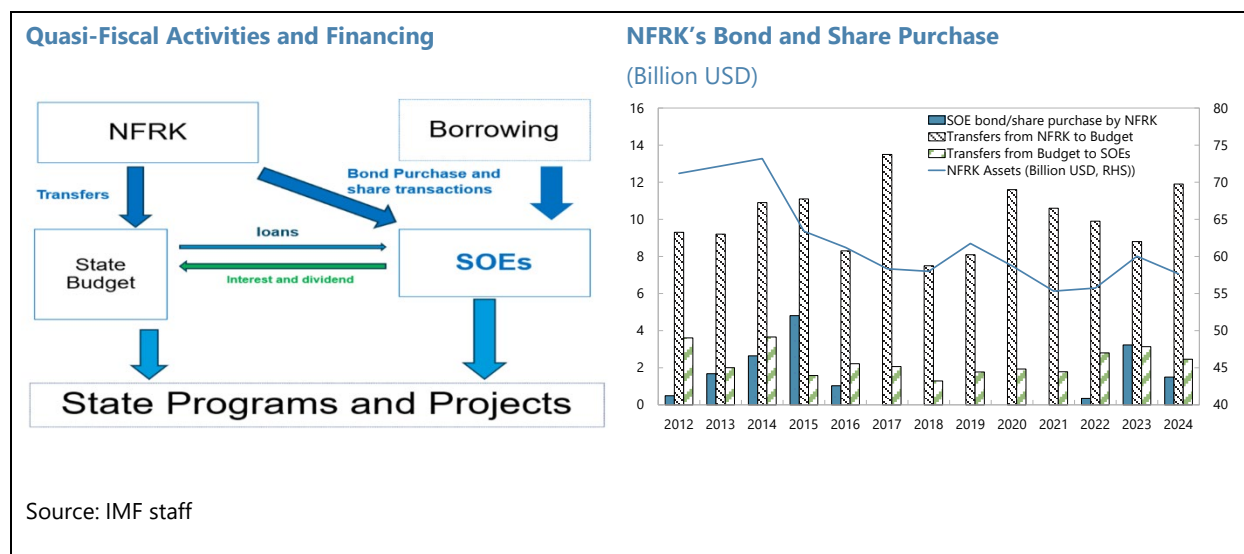 Quasi-Fiscal Activities and Financing
NFRK
Borrowing
Transfers
Bond Purchase and
share transactions
State
Budget
loans
Interest and dividend
SOEs
State Programs and Projects
NFRK's Bond and Share Purchase
(Billion USD)
SOE bond/share purchase by NFRK
Transfers from NFRK to Budget
Transfers from Budget to SOEs
NFRK Assets (Billion USD, RHS))
16
14
12
10
8
6
4
2
0
80
75
70
65
60
55
50
45
40
2012 2013 2014 2015 2016 2017 2018 2019 2020 2021 2022 2023 2024
Source: IMF staff